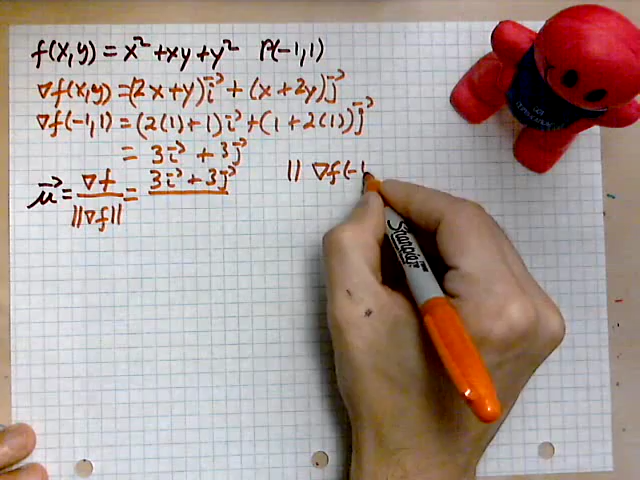 f(x,y) = x² + xy + y² P(-1,1)
∇f(x,y) = (2x+y)i⃗ + (x+2y)j⃗
∇f(-1,1) = (2(1)+1)i⃗ + (1+2(1))j⃗
= 3i⃗ + 3j⃗
μ⃗ = ∇f / ||∇f|| = 3i⃗ + 3j⃗ || ∇f(-1
Sharpie